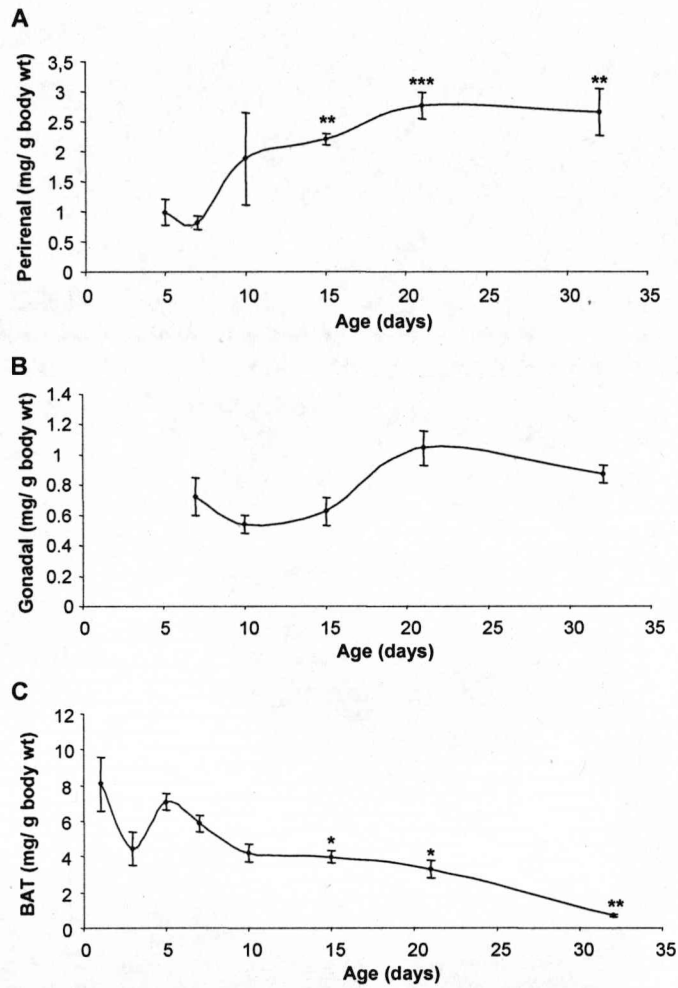 A
Perirenal (mg/ g body wt)
3,5
3
2.5
2
1.5
1
0.5
0
** *** **
0 5 10 15 20 25 30 35
Age (days)
B
Gonadal (mg/ g body wt)
1.4
1.2
1
0.8
0.6
0.4
0.2
0
0 5 10 15 20 25 30 35
Age (days)
C
BAT (mg/ g body wt)
12
10
8
6
4
2
0
* * **
0 5 10 15 20 25 30 35
Age (days)